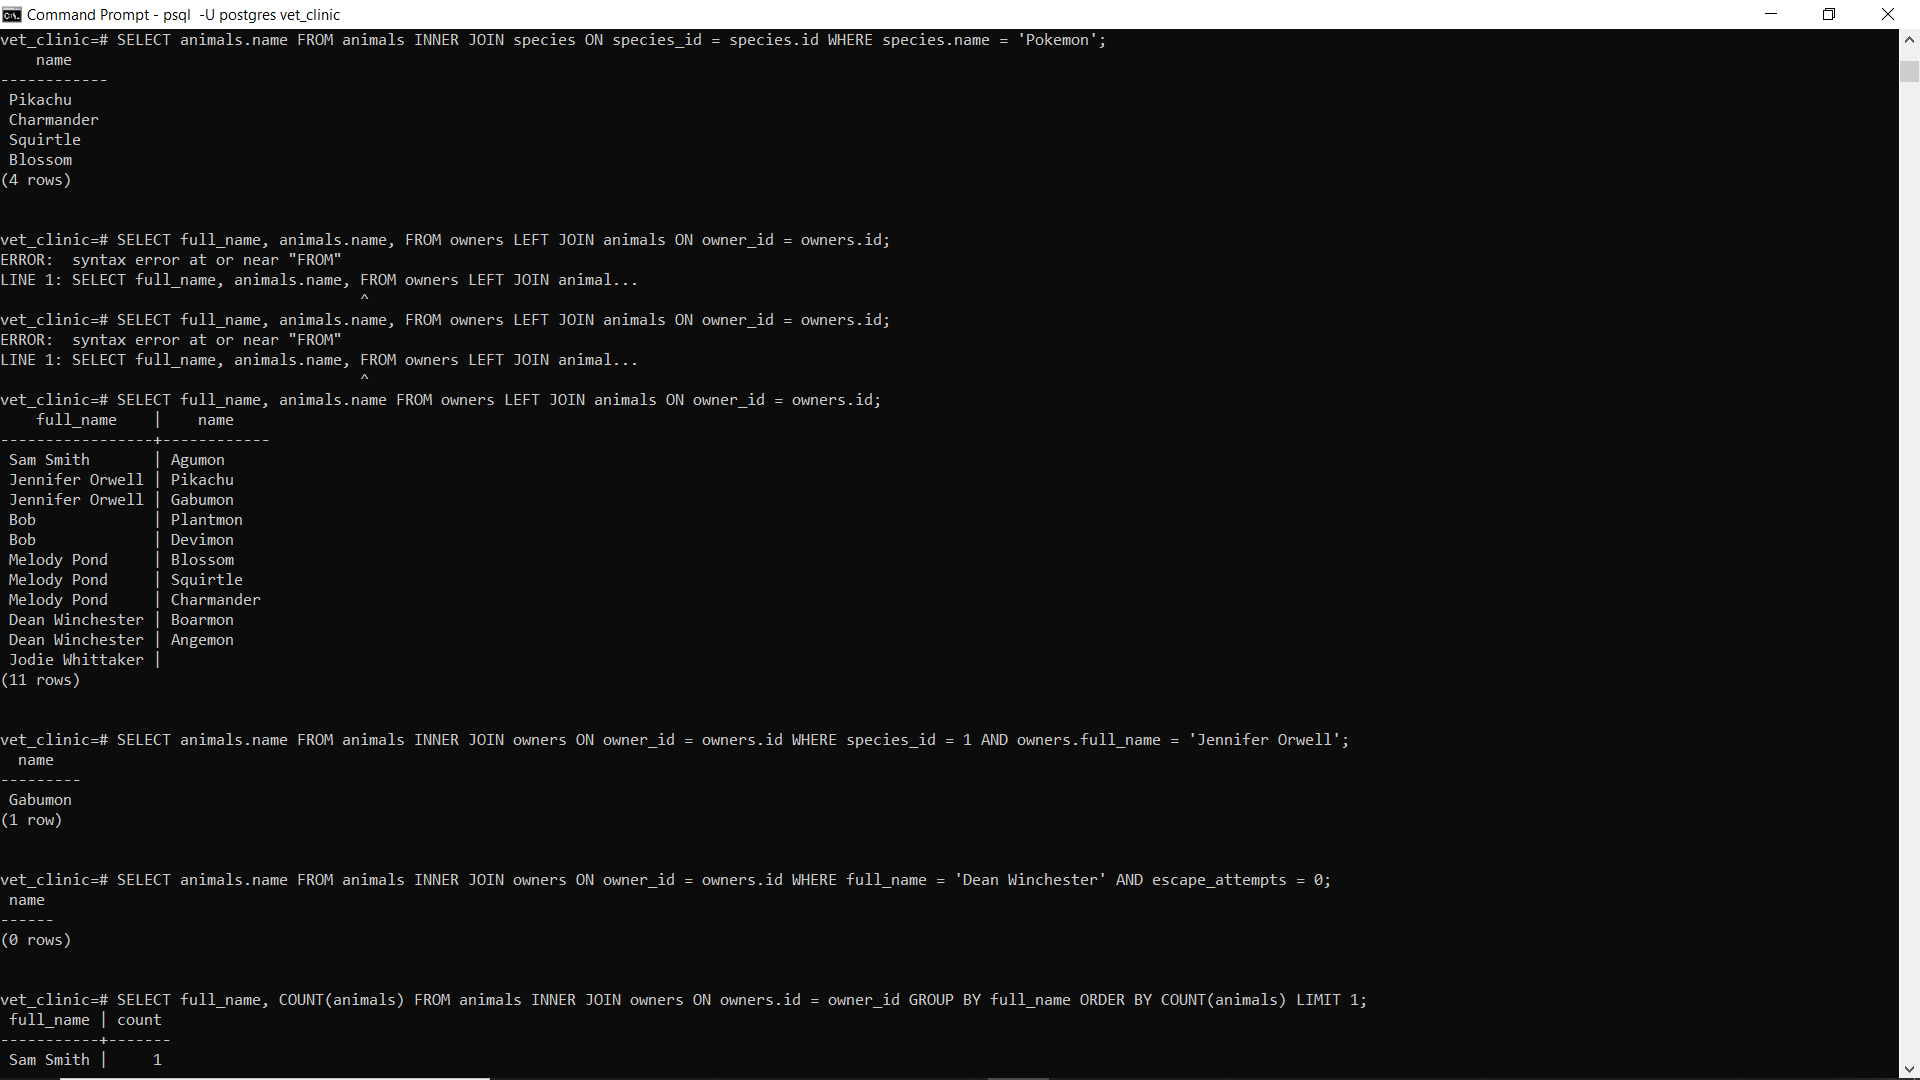 Command Prompt - psql  -U postgres vet_clinic
vet_clinic=# SELECT animals.name FROM animals INNER JOIN species ON species_id = species.id WHERE species.name = 'Pokemon';
    name
------------
 Pikachu
 Charmander
 Squirtle
 Blossom
(4 rows)
vet_clinic=# SELECT full_name, animals.name, FROM owners LEFT JOIN animals ON owner_id = owners.id;
ERROR:  syntax error at or near "FROM"
LINE 1: SELECT full_name, animals.name, FROM owners LEFT JOIN animal...
                                        ^
vet_clinic=# SELECT full_name, animals.name, FROM owners LEFT JOIN animals ON owner_id = owners.id;
ERROR:  syntax error at or near "FROM"
LINE 1: SELECT full_name, animals.name, FROM owners LEFT JOIN animal...
                                        ^
vet_clinic=# SELECT full_name, animals.name FROM owners LEFT JOIN animals ON owner_id = owners.id;
    full_name    |    name
-----------------+------------
 Sam Smith       | Agumon
 Jennifer Orwell | Pikachu
 Jennifer Orwell | Gabumon
 Bob             | Plantmon
 Bob             | Devimon
 Melody Pond     | Blossom
 Melody Pond     | Squirtle
 Melody Pond     | Charmander
 Dean Winchester | Boarmon
 Dean Winchester | Angemon
 Jodie Whittaker |
(11 rows)
vet_clinic=# SELECT animals.name FROM animals INNER JOIN owners ON owner_id = owners.id WHERE species_id = 1 AND owners.full_name = 'Jennifer Orwell';
  name
---------
 Gabumon
(1 row)
vet_clinic=# SELECT animals.name FROM animals INNER JOIN owners ON owner_id = owners.id WHERE full_name = 'Dean Winchester' AND escape_attempts = 0;
 name
------
(0 rows)
vet_clinic=# SELECT full_name, COUNT(animals) FROM animals INNER JOIN owners ON owners.id = owner_id GROUP BY full_name ORDER BY COUNT(animals) LIMIT 1;
 full_name | count
-----------+-------
 Sam Smith |     1